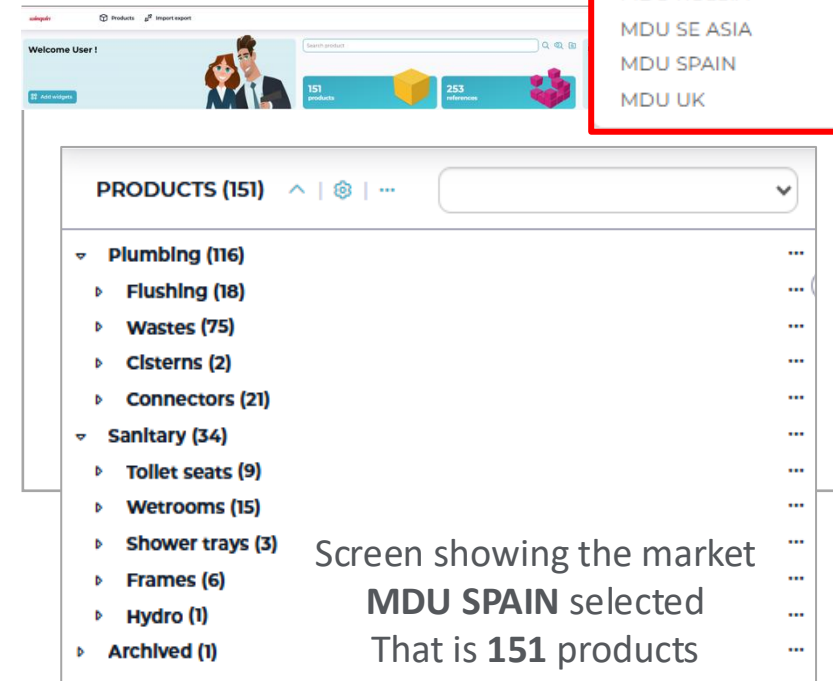 Products Import export
MDU SE ASIA
MDU SPAIN
MDU UK
Welcome User !
Search product
Add widgets
151
products
253
references
PRODUCTS (151)
Plumbing (116)
Flushing (18)
Wastes (75)
Cisterns (2)
Connectors (21)
Sanitary (34)
Toilet seats (9)
Wetrooms (15)
Shower trays (3)
Frames (6)
Hydro (1)
Archived (1)
Screen showing the market
MDU SPAIN selected
That is 151 products